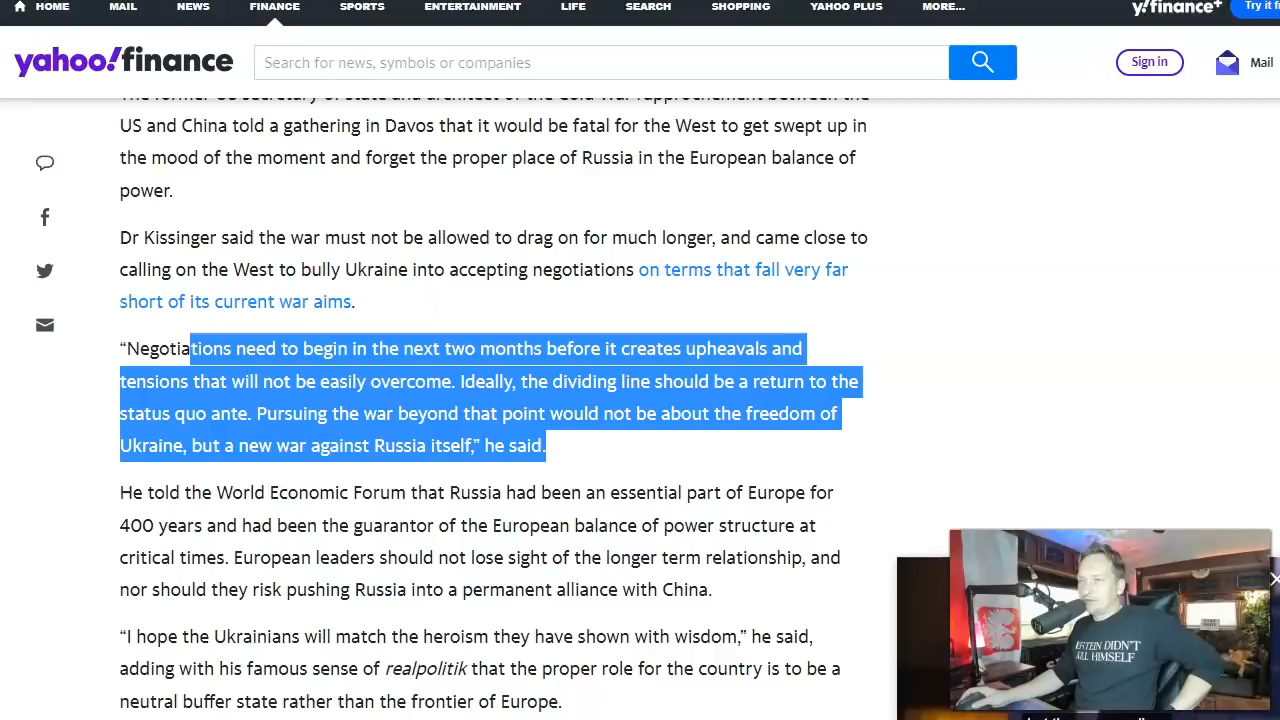 HOME MAIL NEWS FINANCE SPORTS ENTERTAINMENT LIFE SEARCH SHOPPING YAHOO PLUS MORE... y!finance+ Try it f
yahoo!finance Search for news, symbols or companies Sign in Mail
The former US secretary of state and architect of the Cold War rapprochement between the
US and China told a gathering in Davos that it would be fatal for the West to get swept up in
the mood of the moment and forget the proper place of Russia in the European balance of
power.
Dr Kissinger said the war must not be allowed to drag on for much longer, and came close to
calling on the West to bully Ukraine into accepting negotiations on terms that fall very far
short of its current war aims.
“Negotiations need to begin in the next two months before it creates upheavals and
tensions that will not be easily overcome. Ideally, the dividing line should be a return to the
status quo ante. Pursuing the war beyond that point would not be about the freedom of
Ukraine, but a new war against Russia itself,” he said.
He told the World Economic Forum that Russia had been an essential part of Europe for
400 years and had been the guarantor of the European balance of power structure at
critical times. European leaders should not lose sight of the longer term relationship, and
nor should they risk pushing Russia into a permanent alliance with China.
“I hope the Ukrainians will match the heroism they have shown with wisdom,” he said,
adding with his famous sense of realpolitik that the proper role for the country is to be a
neutral buffer state rather than the frontier of Europe.
EPSTEIN DIDN'T
KILL HIMSELF